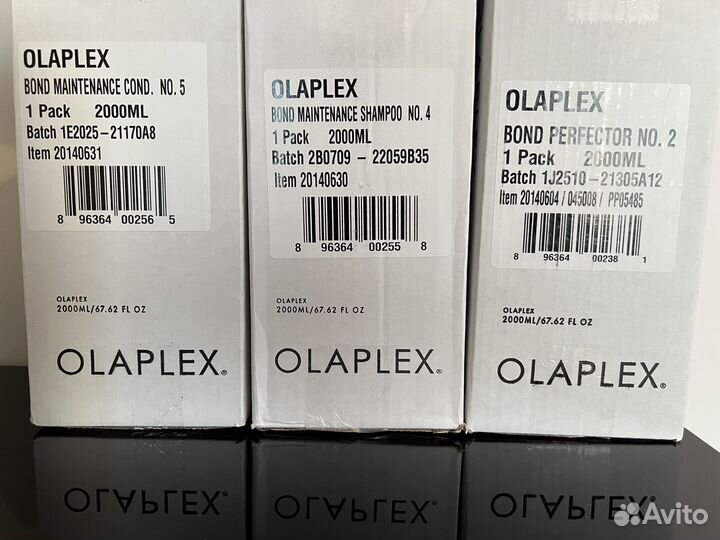 OLAPLEX
BOND MAINTENANCE COND. NO. 5
1 Pack 2000ML
Batch 1E2025-21170A8
Item 20140631
8 96364 00256 5
OLAPLEX
2000ML/67.62 FL OZ
OLAPLEX®
OLAPLEX
BOND MAINTENANCE SHAMPOO NO. 4
1 Pack 2000ML
Batch 2B0709 - 22059B35
Item 20140630
8 96364 00255 8
OLAPLEX
2000ML/67.62 FL OZ
OLAPLEX®
OLAPLEX
BOND PERFECTOR NO. 2
1 Pack 2000ML
Batch 1J2510-21305A12
Item 20140604 / 045008 / PP05485
8 96364 00238 1
OLAPLEX
2000ML/67.62 FL OZ
OLAPLEX®
OLAPLEX
OLAPLEX
OLAPLEX
Avito